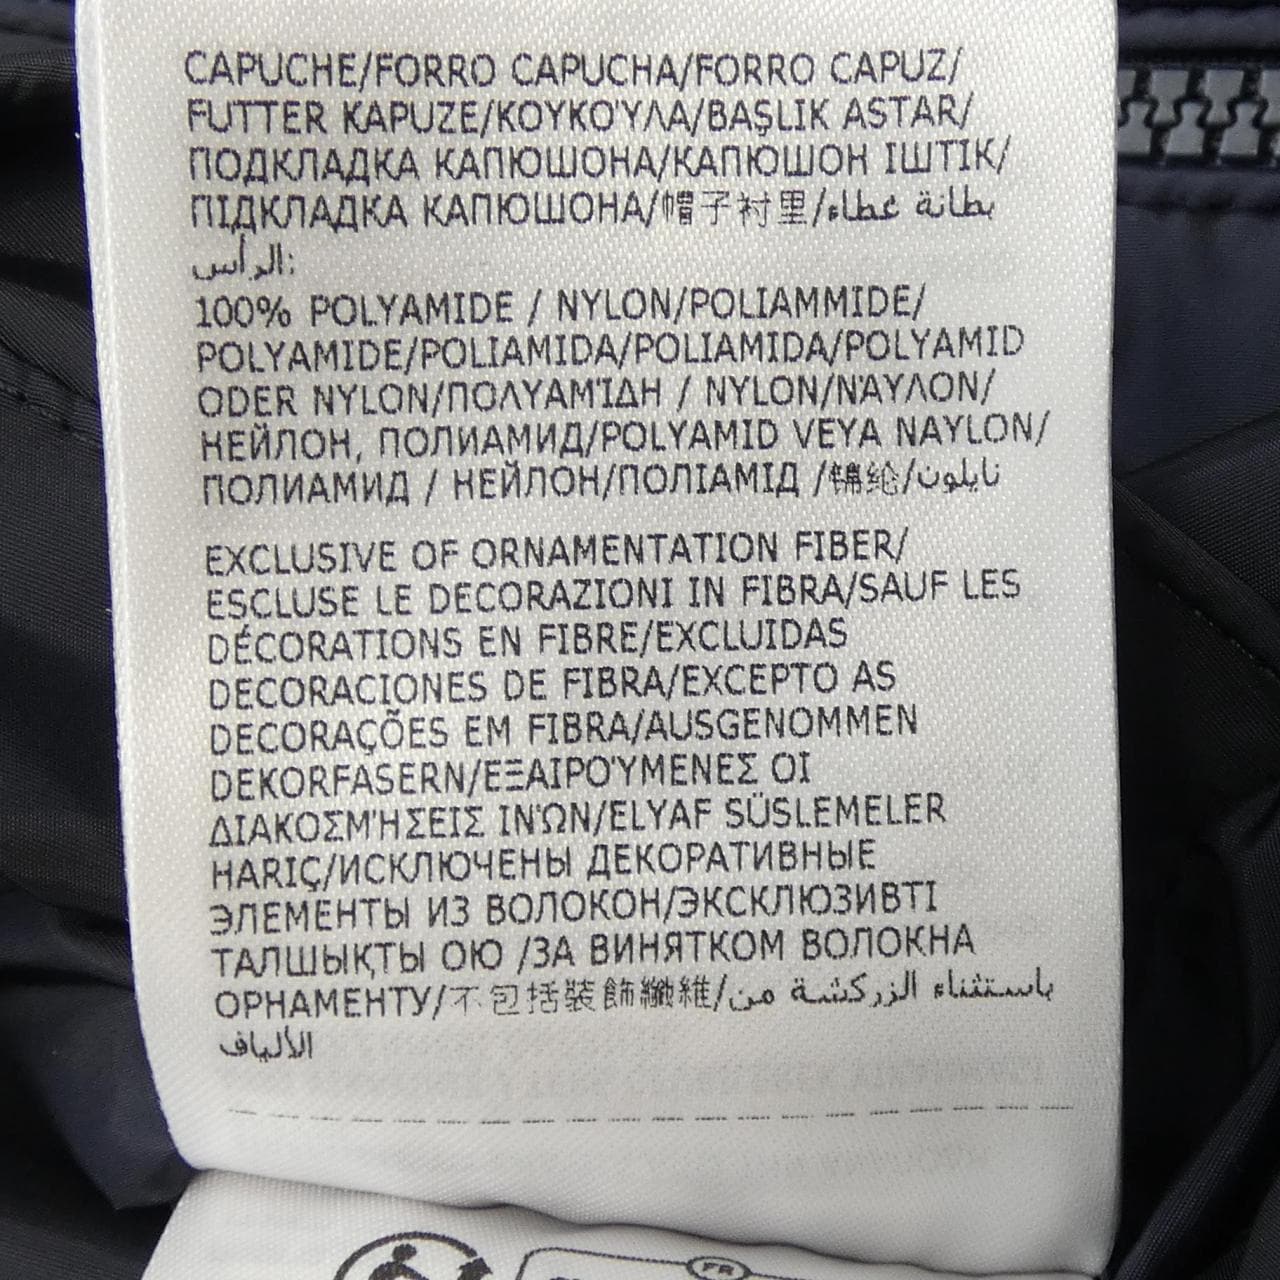 CAPUCHE/FORRO CAPUCHA/FORRO CAPUZ/
FUTTER KAPUZE/ΚΟΥΚΟΎΛΑ/BAŞLIK ASTAR/
ПОДКЛАДКА КАПЮШОНА/КАПЮШОН ІШТІК/
ПІДКЛАДКА КАПЮШОНА/帽子衬里/بطانة غطاء
الرأس:
100% POLYAMIDE / NYLON/POLIAMMIDE/
POLYAMIDE/POLIAMIDA/POLIAMIDA/POLYAMID
ODER NYLON/ΠΟΛΥΑΜΊΔΗ / NYLON/ΝΆΥΛΟΝ/
НЕЙЛОН, ПОЛИАМИД/POLYAMID VEYA NAYLON/
ПОЛИАМИД / НЕЙЛОН/ПОЛІАМІД /锦纶/نايلون
EXCLUSIVE OF ORNAMENTATION FIBER/
ESCLUSE LE DECORAZIONI IN FIBRA/SAUF LES
DÉCORATIONS EN FIBRE/EXCLUIDAS
DECORACIONES DE FIBRA/EXCEPTO AS
DECORAÇÕES EM FIBRA/AUSGENOMMEN
DEKORFASERN/ΕΞΑΙΡΟΎΜΕΝΕΣ ΟΙ
ΔΙΑΚΟΣΜΉΣΕΙΣ ΙΝΏΝ/ELYAF SÜSLEMELER
HARIÇ/ИСКЛЮЧЕНЫ ДЕКОРАТИВНЫЕ
ЭЛЕМЕНТЫ ИЗ ВОЛОКОН/ЭКСКЛЮЗИВТІ
ТАЛШЫҚТЫ ОЮ /ЗА ВИНЯТКОМ ВОЛОКНА
ОРНАМЕНТУ/不包括裝飾纖維/باستثناء الزركشة من
الألياف
FR